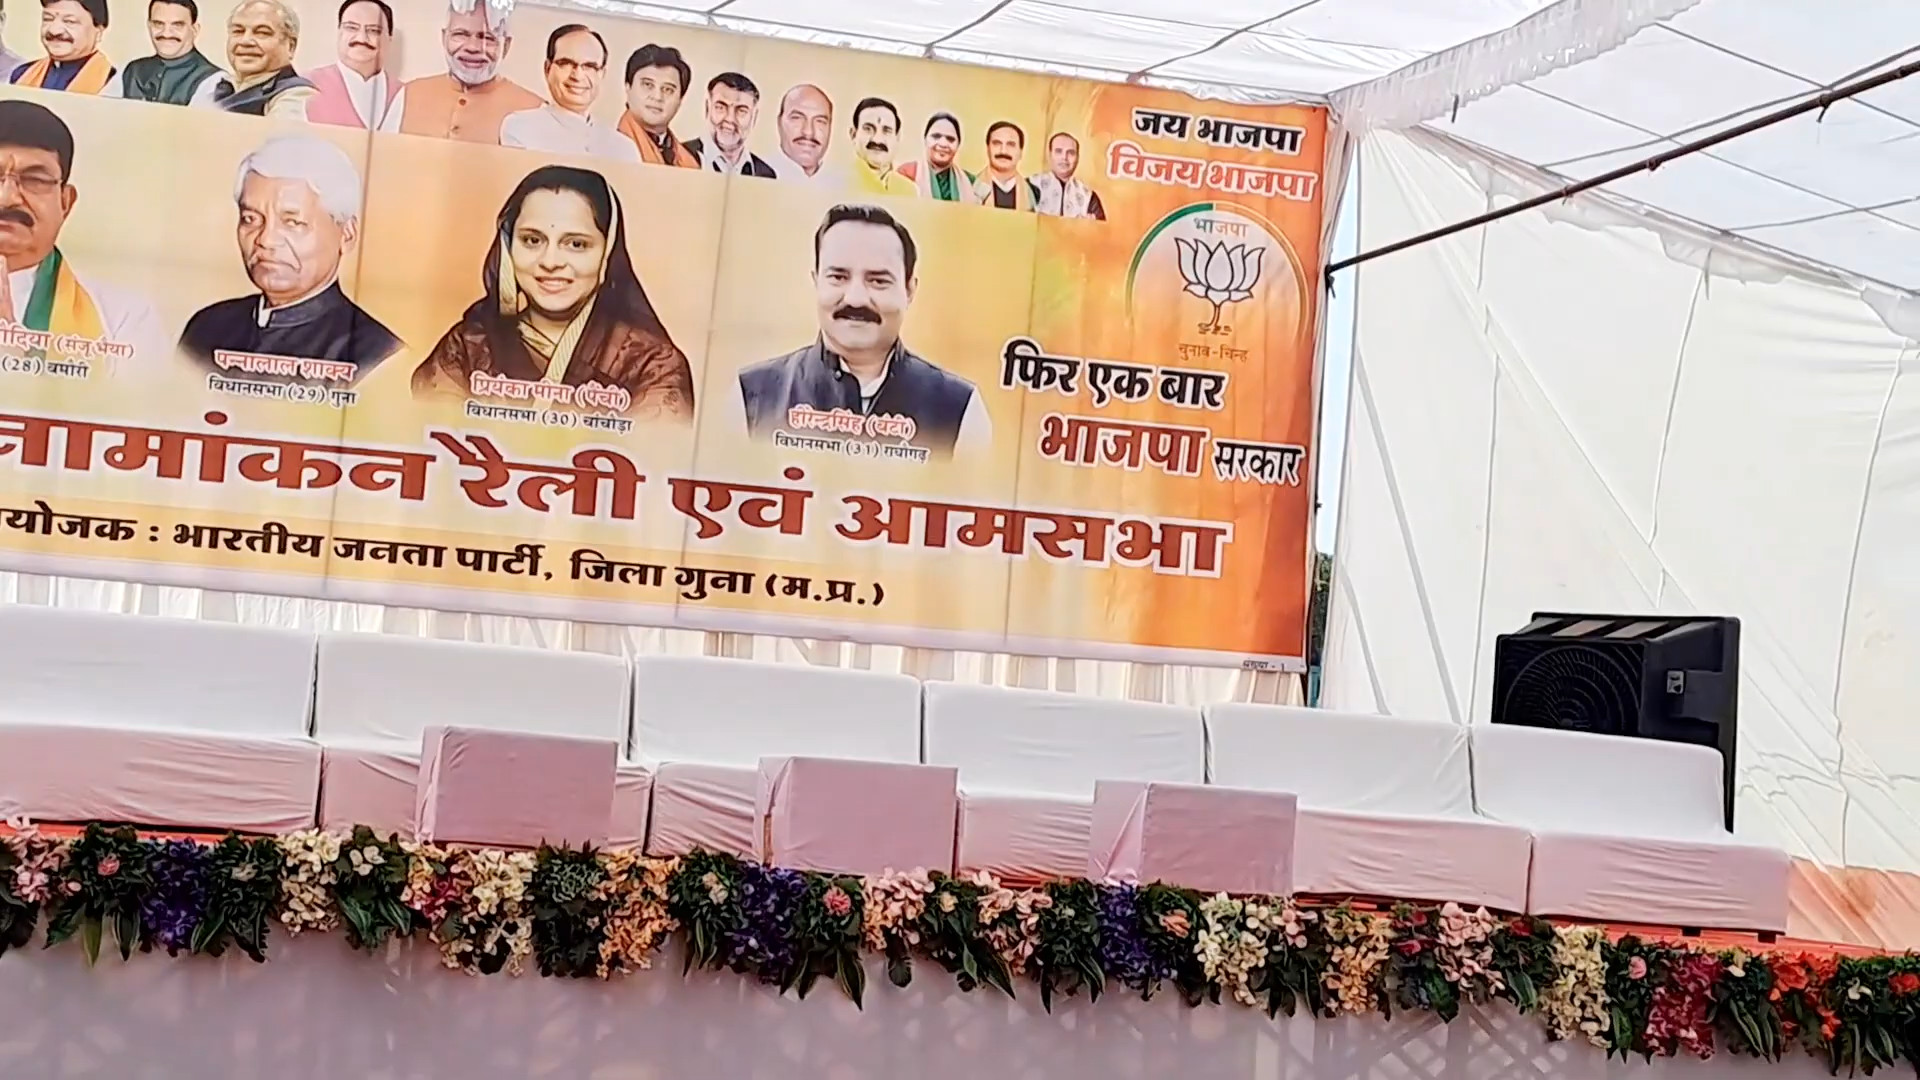 जय भाजपा
विजय भाजपा
भाजपा
चुनाव-चिन्ह
(संजू भैया)
(28) बमोरी
पन्नालाल शाक्य
विधानसभा (29) गुना
प्रियंका मीना (पैंची)
विधानसभा (30) चांचोड़ा
हीरेन्द्रसिंह (बंटी)
विधानसभा (31) राघोगढ़
फिर एक बार
भाजपा सरकार
नामांकन रैली एवं आमसभा
योजक : भारतीय जनता पार्टी, जिला गुना (म.प्र.)